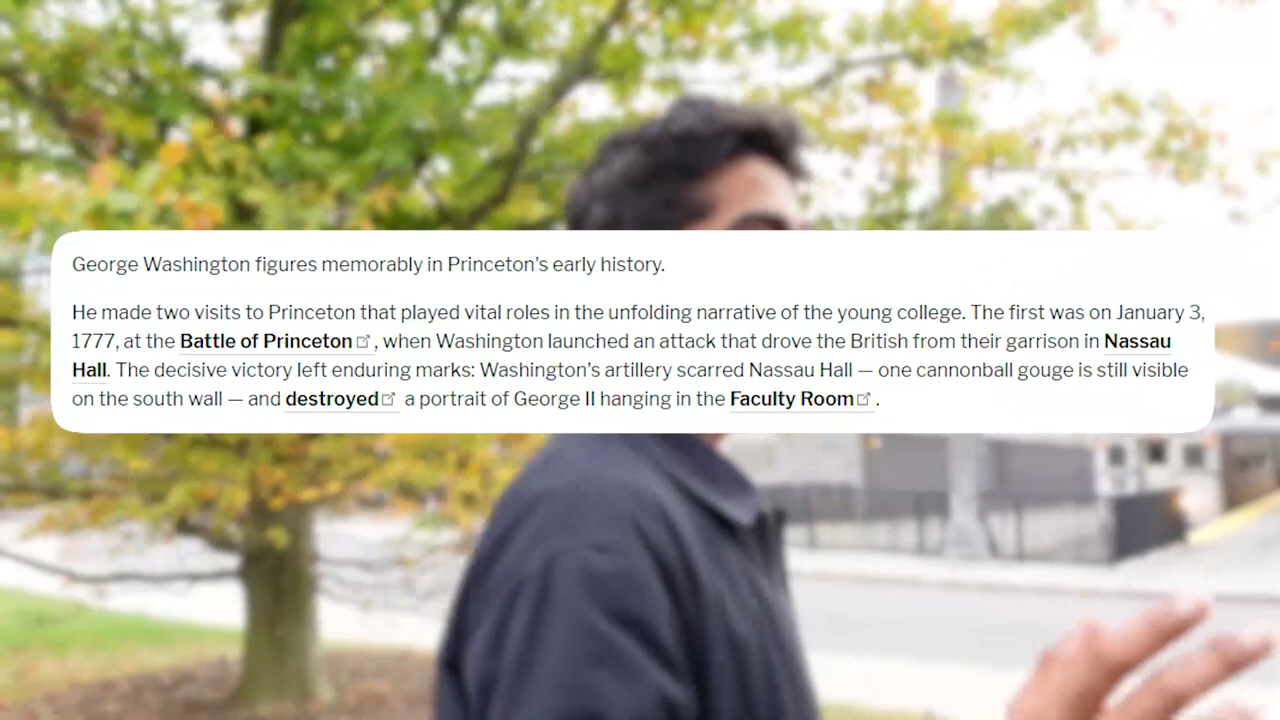 George Washington figures memorably in Princeton's early history.
He made two visits to Princeton that played vital roles in the unfolding narrative of the young college. The first was on January 3,
1777, at the Battle of Princeton, when Washington launched an attack that drove the British from their garrison in Nassau
Hall. The decisive victory left enduring marks: Washington's artillery scarred Nassau Hall — one cannonball gouge is still visible
on the south wall — and destroyed a portrait of George II hanging in the Faculty Room.